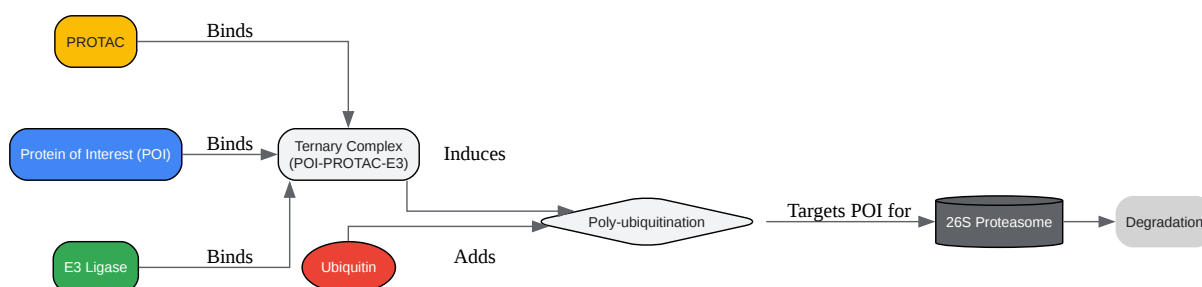 PROTAC
Binds
Protein of Interest (POI)
Binds
Ternary Complex
(POI-PROTAC-E3)
Induces
Poly-ubiquitination
Targets POI for
26S Proteasome
Degradation
E3 Ligase
Binds
Ubiquitin
Adds